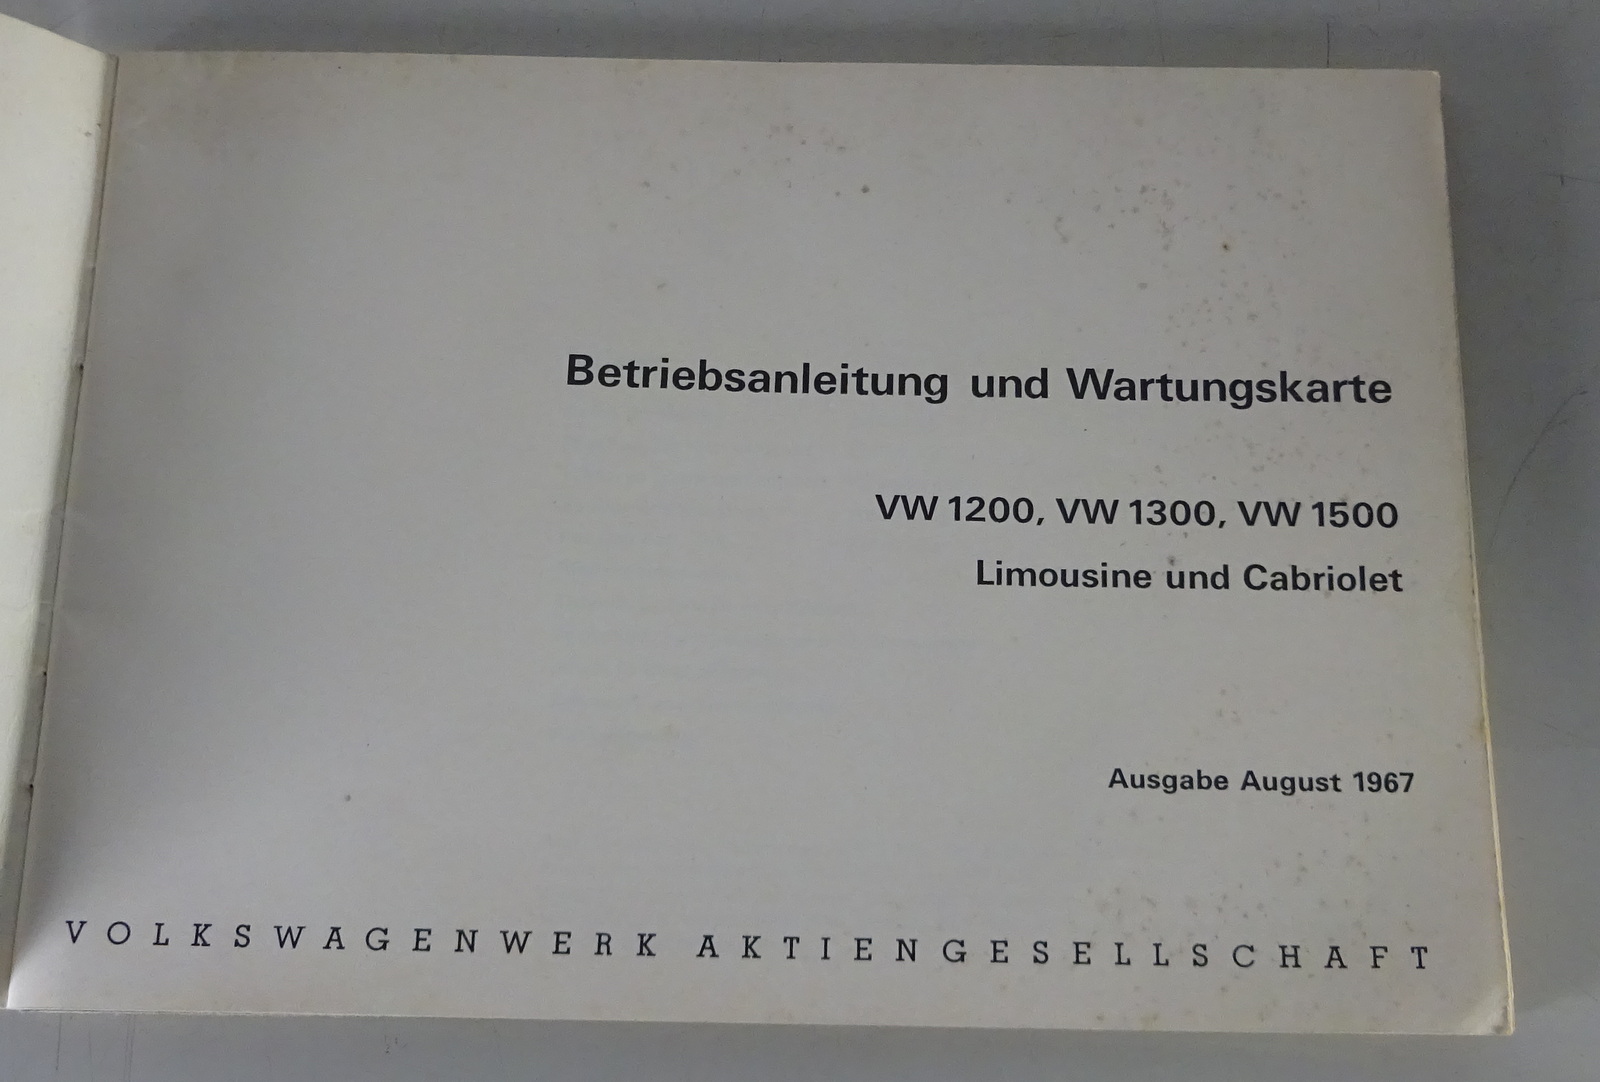 Betriebsanleitung und Wartungskarte
VW 1200, VW 1300, VW 1500
Limousine und Cabriolet
Ausgabe August 1967
VOLKSWAGENWERK AKTIENGESELLSCHAFT